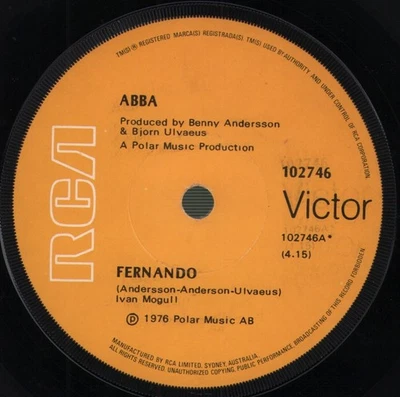 TM(S) ® REGISTERED MARCA(S) REGISTRADA(S). TM(S) USED BY AUTHORITY AND UNDER CONTROL OF RCA CORPORATION
RCA
ABBA
Produced by Benny Andersson
& Bjorn Ulvaeus
A Polar Music Production
102746
Victor
102746A*
(4.15)
FERNANDO
(Andersson-Anderson-Ulvaeus)
Ivan Mogull
℗ 1976 Polar Music AB
MANUFACTURED BY RCA LIMITED, SYDNEY, AUSTRALIA.
ALL RIGHTS RESERVED. UNAUTHORIZED COPYING, PUBLIC PERFORMANCE, BROADCASTING OF THIS RECORD FORBIDDEN.